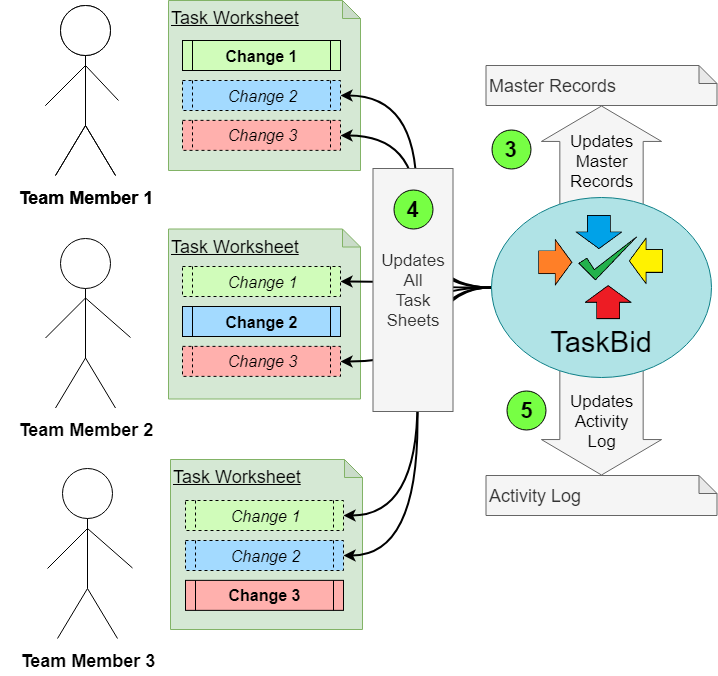 Task Worksheet
Change 1
Change 2
Change 3
Team Member 1
Task Worksheet
Change 1
Change 2
Change 3
Team Member 2
Task Worksheet
Change 1
Change 2
Change 3
Team Member 3
4
Updates
All
Task
Sheets
Master Records
3
Updates
Master
Records
TaskBid
5
Updates
Activity
Log
Activity Log